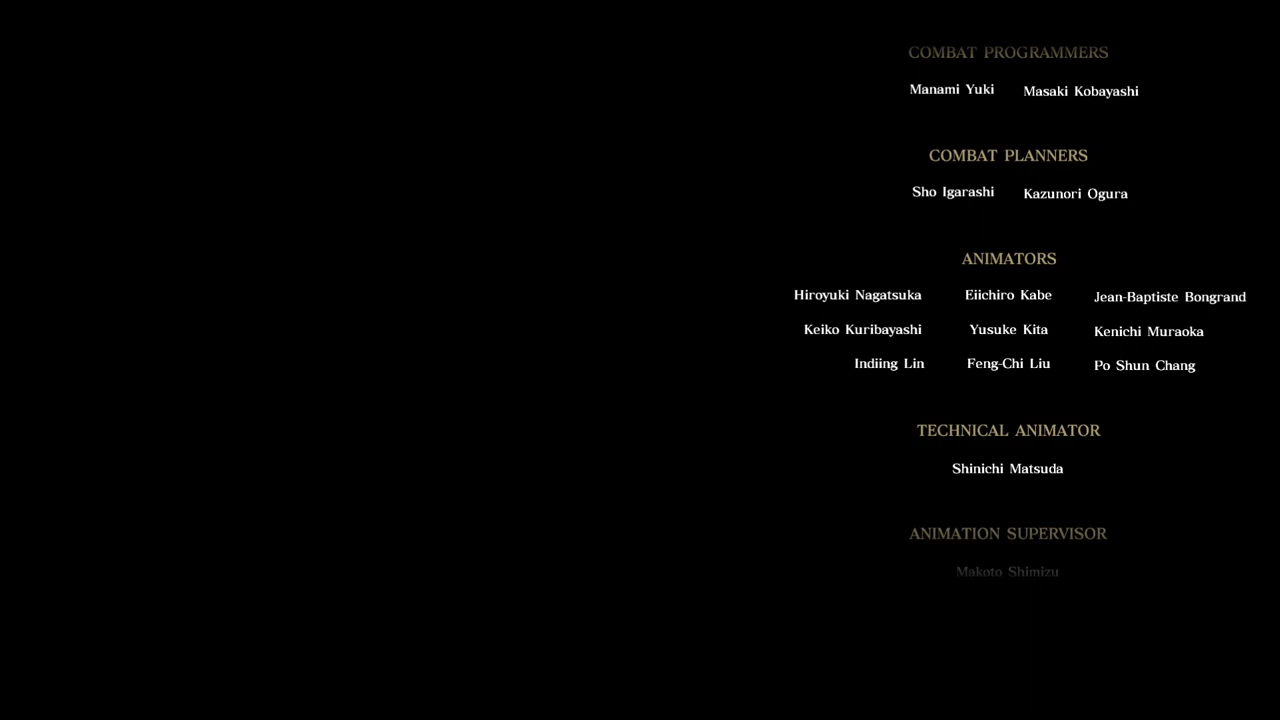 COMBAT PROGRAMMERS
Manami Yuki Masaki Kobayashi
COMBAT PLANNERS
Sho Igarashi Kazunori Ogura
ANIMATORS
Hiroyuki Nagatsuka Eiichiro Kabe Jean-Baptiste Bongrand
Keiko Kuribayashi Yusuke Kita Kenichi Muraoka
Indiing Lin Feng-Chi Liu Po Shun Chang
TECHNICAL ANIMATOR
Shinichi Matsuda
ANIMATION SUPERVISOR
Makoto Shimizu